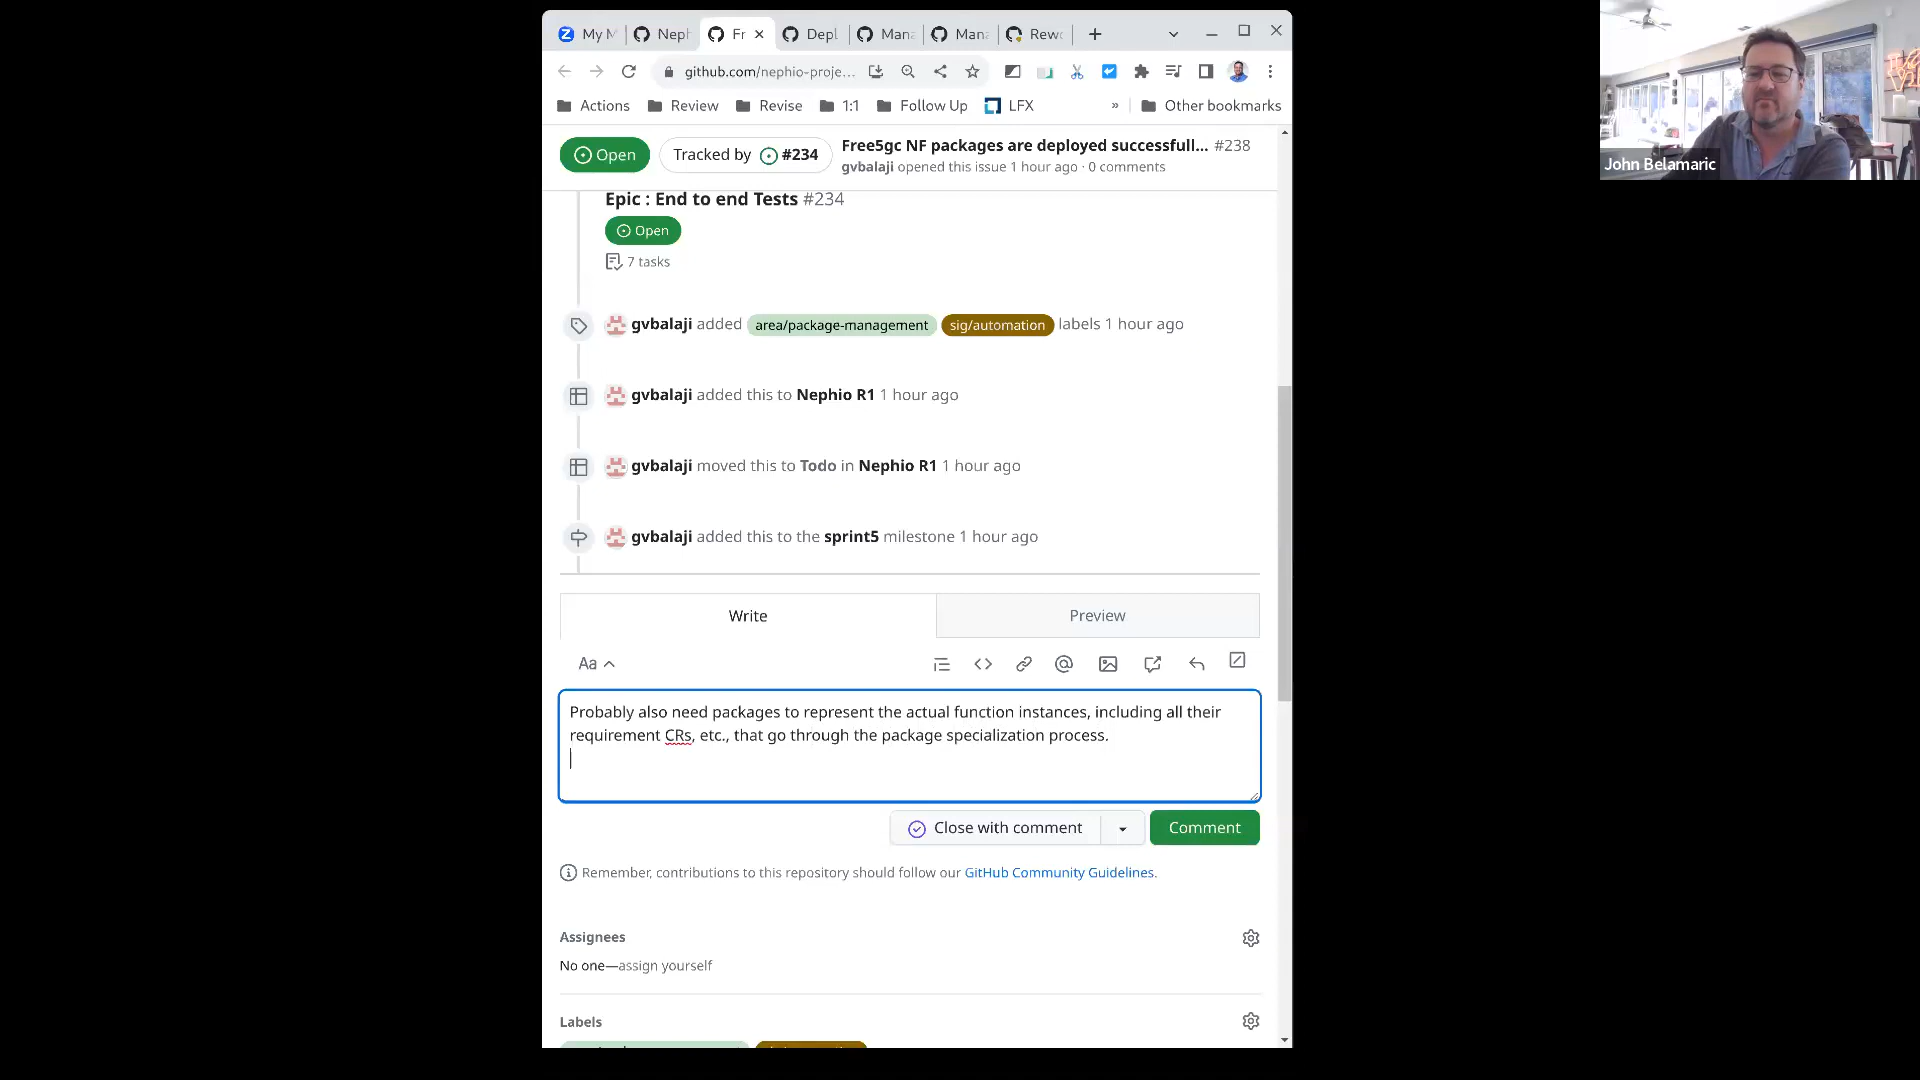 My M
Neph
Fr
Depl
Mana
Mana
Rewo
github.com/nephio-proje...
Actions
Review
Revise
1:1
Follow Up
LFX
»
Other bookmarks
Open
Tracked by #234
Free5gc NF packages are deployed successfull... #238
gvbalaji opened this issue 1 hour ago · 0 comments
Epic : End to end Tests #234
Open
7 tasks
gvbalaji added area/package-management sig/automation labels 1 hour ago
gvbalaji added this to Nephio R1 1 hour ago
gvbalaji moved this to Todo in Nephio R1 1 hour ago
gvbalaji added this to the sprint5 milestone 1 hour ago
Write
Preview
Aa
Probably also need packages to represent the actual function instances, including all their
requirement CRs, etc., that go through the package specialization process.
Close with comment
Comment
Remember, contributions to this repository should follow our GitHub Community Guidelines.
Assignees
No one—assign yourself
Labels
John Belamaric